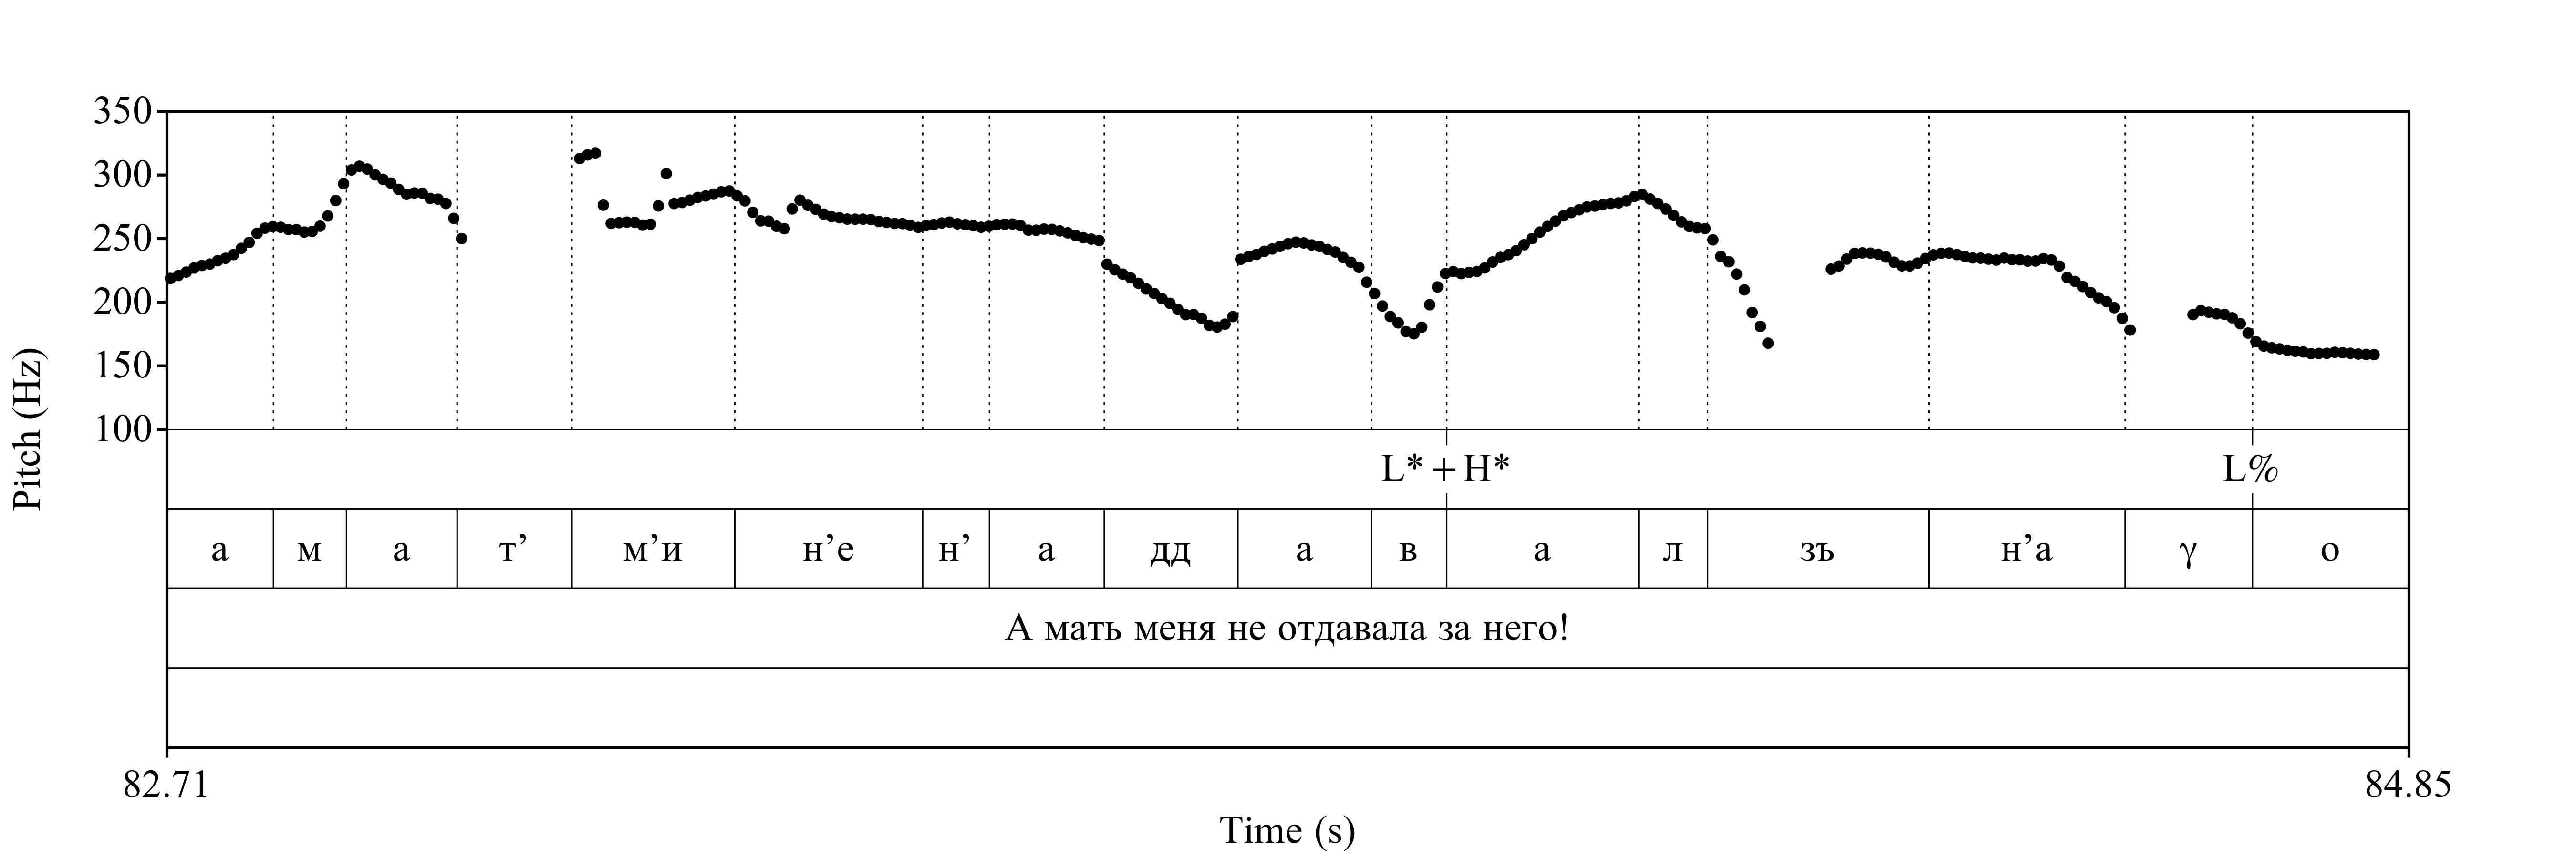 350
300
250
200
150
100
Pitch (Hz)
L*+H* L%
а м а т’ м’и н’е н’ а дд а в а л зъ н’а γ о
А мать меня не отдавала за него!
82.71 84.85
Time (s)